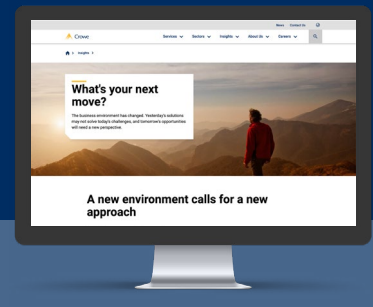 News Contact Us
Crowe
Services Sectors Insights About Us Careers
Insights
What's your next
move?
The business environment has changed. Yesterday's solutions
may not solve today's challenges, and tomorrow's opportunities
will need a new perspective.
A new environment calls for a new
approach